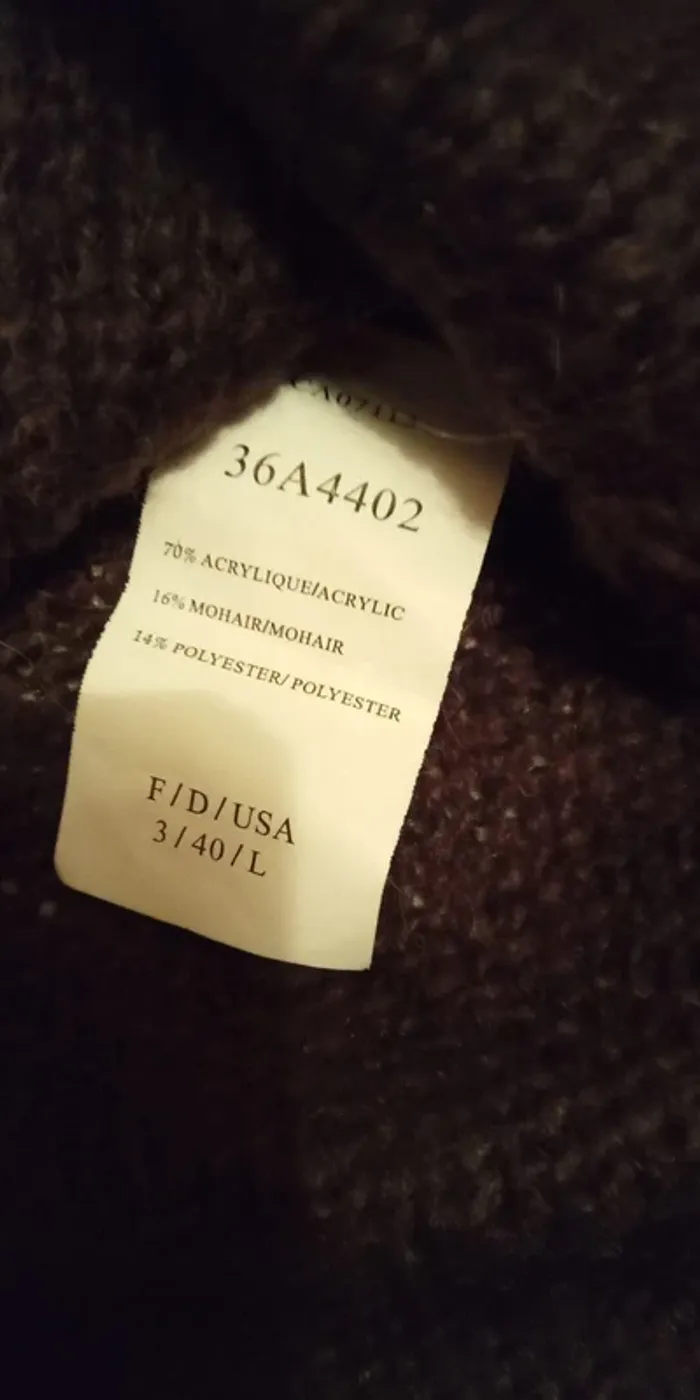 36A4402
70% ACRYLIQUE/ACRYLIC
16% MOHAIR/MOHAIR
14% POLYESTER/POLYESTER
F/D/USA
3/40/L